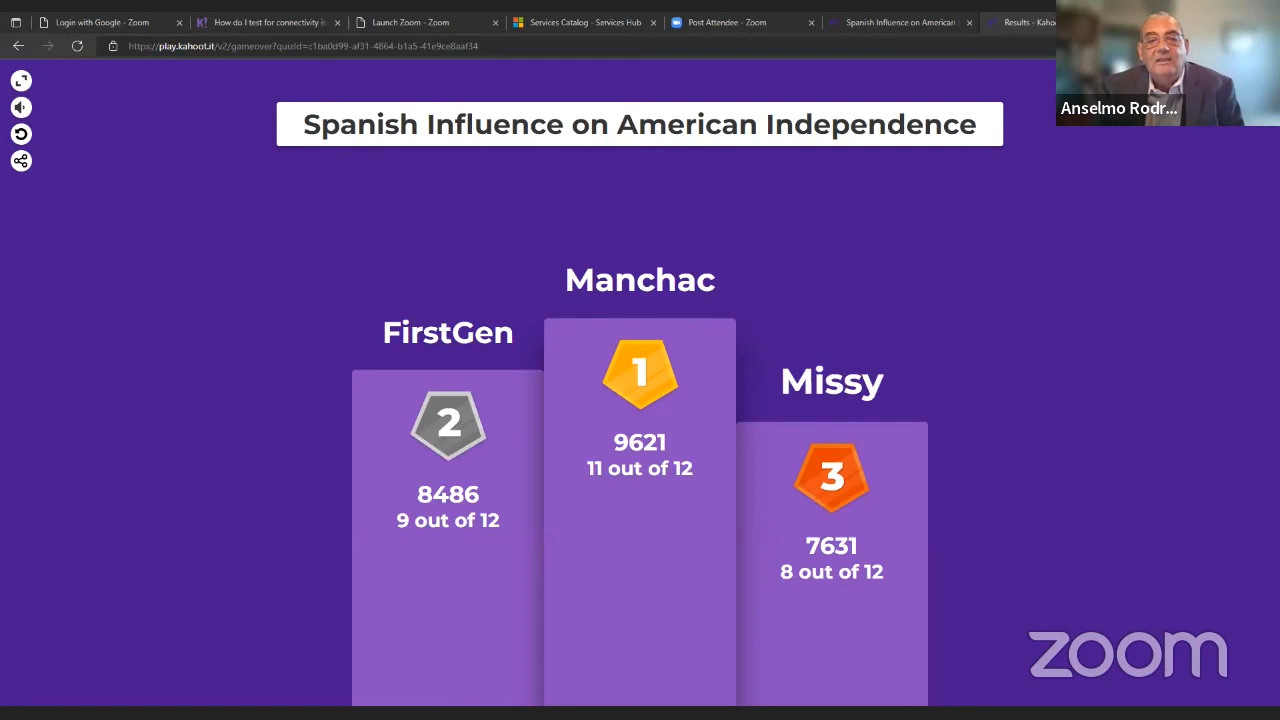 Login with Google - Zoom
How do I test for connectivity is
Launch Zoom - Zoom
Services Catalog - Services Hub
Post Attendee - Zoom
Spanish Influence on American
Results - Kaho
https://play.kahoot.it/v2/gameover?quizId=c1ba0d99-af31-4864-b1a5-41e9ce8aaf34
Anselmo Rodr...
Spanish Influence on American Independence
Manchac
FirstGen
Missy
1
9621
11 out of 12
2
8486
9 out of 12
3
7631
8 out of 12
zoom